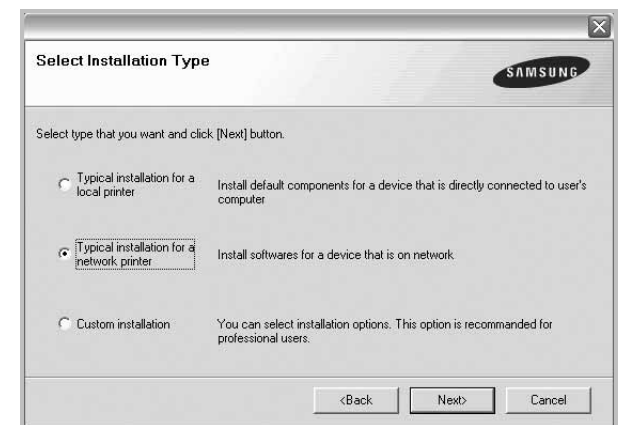 Select Installation Type
SAMSUNG
Select type that you want and click [Next] button.
Typical installation for a
local printer
Install default components for a device that is directly connected to user's
computer
Typical installation for a
network printer
Install softwares for a device that is on network
Custom installation
You can select installation options. This option is recommanded for
professional users.
<Back
Next>
Cancel